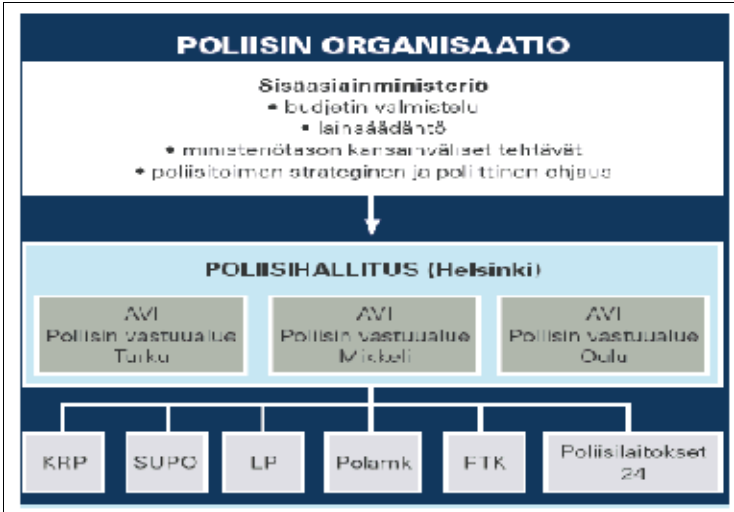 POLIISIN ORGANISAATIO
Sisäasiainministeriö
• budjetin valmistelu
• lainsäädäntö
• ministeriötason kansainväliset tehtävät
• poliisitoimen strateginen ja poliittinen ohjaus
POLIISIHALLITUS (Helsinki)
AVI
Poliisin vastuualue
Turku
AVI
Poliisin vastuualue
Mikkeli
AVI
Poliisin vastuualue
Oulu
KRP
SUPO
LP
Polamk
PTK
Poliisilaitokset
24